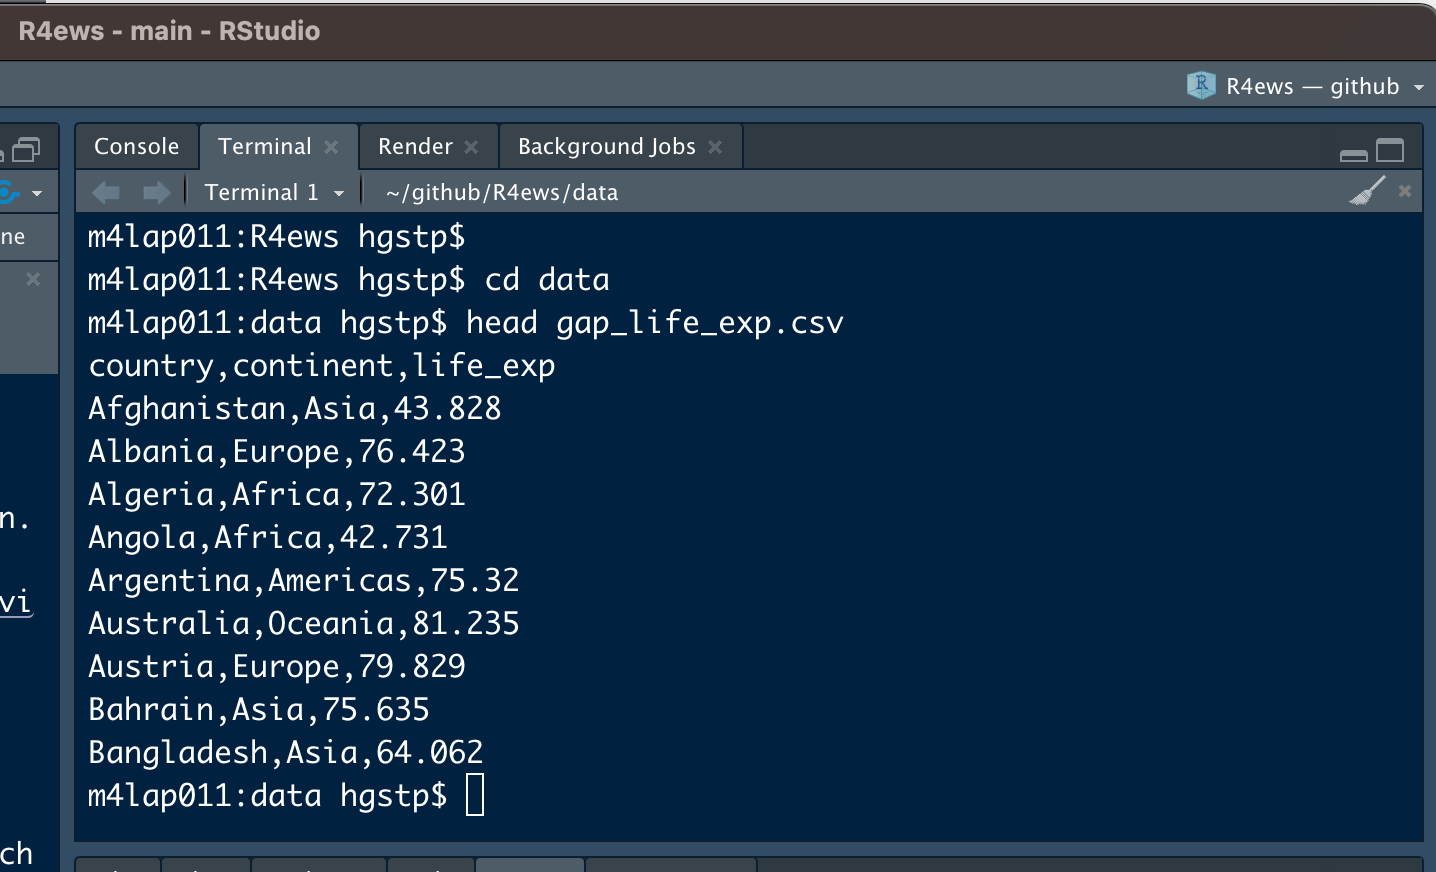 R4ews - main - RStudio
R4ews — github
Console Terminal Render Background Jobs
Terminal 1 ~/github/R4ews/data
ne
m4lap011:R4ews hgstp$
m4lap011:R4ews hgstp$ cd data
m4lap011:data hgstp$ head gap_life_exp.csv
country,continent,life_exp
Afghanistan,Asia,43.828
Albania,Europe,76.423
Algeria,Africa,72.301
n.
Angola,Africa,42.731
Argentina,Americas,75.32
vi
Australia,Oceania,81.235
Austria,Europe,79.829
Bahrain,Asia,75.635
Bangladesh,Asia,64.062
m4lap011:data hgstp$
ch